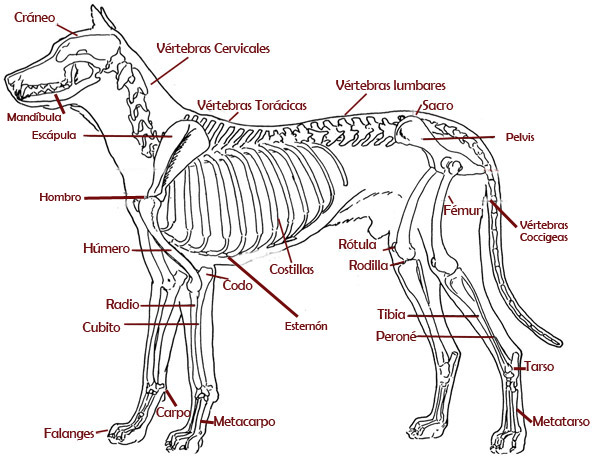 Cráneo
Vértebras Cervicales
Mandíbula
Vértebras Torácicas
Vértebras lumbares
Sacro
Escápula
Pelvis
Hombro
Fémur
Vértebras
Coccigeas
Húmero
Costillas
Codo
Rótula
Rodilla
Radio
Cubito
Esternón
Tibia
Peroné
Tarso
Carpo
Metacarpo
Metatarso
Falanges